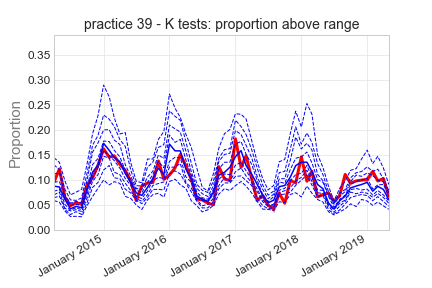 practice 39 - K tests: proportion above range
Proportion
0.35
0.30
0.25
0.20
0.15
0.10
0.05
0.00
January 2015
January 2016
January 2017
January 2018
January 2019